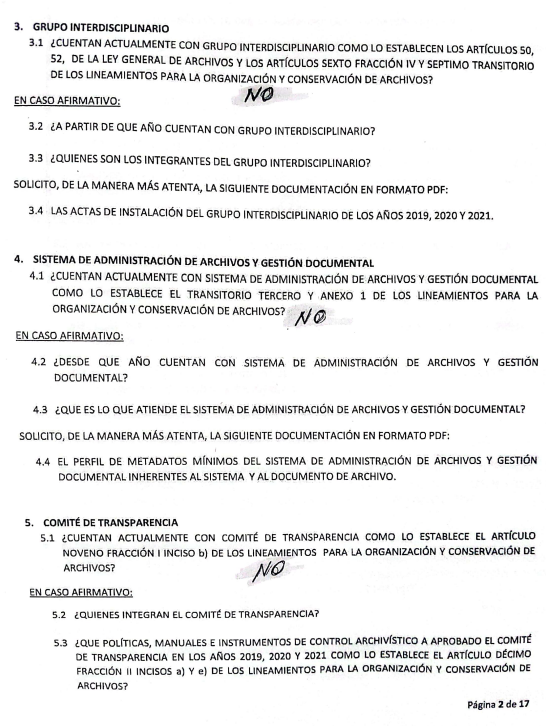 3. GRUPO INTERDISCIPLINARIO
3.1 ¿CUENTAN ACTUALMENTE CON GRUPO INTERDISCIPLINARIO COMO LO ESTABLECEN LOS ARTÍCULOS 50,
52, DE LA LEY GENERAL DE ARCHIVOS Y LOS ARTÍCULOS SEXTO FRACCIÓN IV Y SEPTIMO TRANSITORIO
DE LOS LINEAMIENTOS PARA LA ORGANIZACIÓN Y CONSERVACIÓN DE ARCHIVOS?
NO
EN CASO AFIRMATIVO:
3.2 ¿A PARTIR DE QUE AÑO CUENTAN CON GRUPO INTERDISCIPLINARIO?
3.3 ¿QUIENES SON LOS INTEGRANTES DEL GRUPO INTERDISCIPLINARIO?
SOLICITO, DE LA MANERA MÁS ATENTA, LA SIGUIENTE DOCUMENTACIÓN EN FORMATO PDF:
3.4 LAS ACTAS DE INSTALACIÓN DEL GRUPO INTERDISCIPLINARIO DE LOS AÑOS 2019, 2020 Y 2021.
4. SISTEMA DE ADMINISTRACIÓN DE ARCHIVOS Y GESTIÓN DOCUMENTAL
4.1 ¿CUENTAN ACTUALMENTE CON SISTEMA DE ADMINISTRACIÓN DE ARCHIVOS Y GESTIÓN DOCUMENTAL
COMO LO ESTABLECE EL TRANSITORIO TERCERO Y ANEXO 1 DE LOS LINEAMIENTOS PARA LA
ORGANIZACIÓN Y CONSERVACIÓN DE ARCHIVOS?
NO
EN CASO AFIRMATIVO:
4.2 ¿DESDE QUE AÑO CUENTAN CON SISTEMA DE ADMINISTRACIÓN DE ARCHIVOS Y GESTIÓN
DOCUMENTAL?
4.3 ¿QUE ES LO QUE ATIENDE EL SISTEMA DE ADMINISTRACIÓN DE ARCHIVOS Y GESTIÓN DOCUMENTAL?
SOLICITO, DE LA MANERA MÁS ATENTA, LA SIGUIENTE DOCUMENTACIÓN EN FORMATO PDF:
4.4 EL PERFIL DE METADATOS MÍNIMOS DEL SISTEMA DE ADMINISTRACIÓN DE ARCHIVOS Y GESTIÓN
DOCUMENTAL INHERENTES AL SISTEMA Y AL DOCUMENTO DE ARCHIVO.
5. COMITÉ DE TRANSPARENCIA
5.1 ¿CUENTAN ACTUALMENTE CON COMITÉ DE TRANSPARENCIA COMO LO ESTABLECE EL ARTÍCULO
NOVENO FRACCIÓN I INCISO b) DE LOS LINEAMIENTOS PARA LA ORGANIZACIÓN Y CONSERVACIÓN DE
ARCHIVOS?
NO
EN CASO AFIRMATIVO:
5.2 ¿QUIENES INTEGRAN EL COMITÉ DE TRANSPARENCIA?
5.3 ¿QUE POLÍTICAS, MANUALES E INSTRUMENTOS DE CONTROL ARCHIVÍSTICO A APROBADO EL COMITÉ
DE TRANSPARENCIA EN LOS AÑOS 2019, 2020 Y 2021 COMO LO ESTABLECE EL ARTÍCULO DÉCIMO
FRACCIÓN II INCISOS a) Y e) DE LOS LINEAMIENTOS PARA LA ORGANIZACIÓN Y CONSERVACIÓN DE
ARCHIVOS?
Página 2 de 17